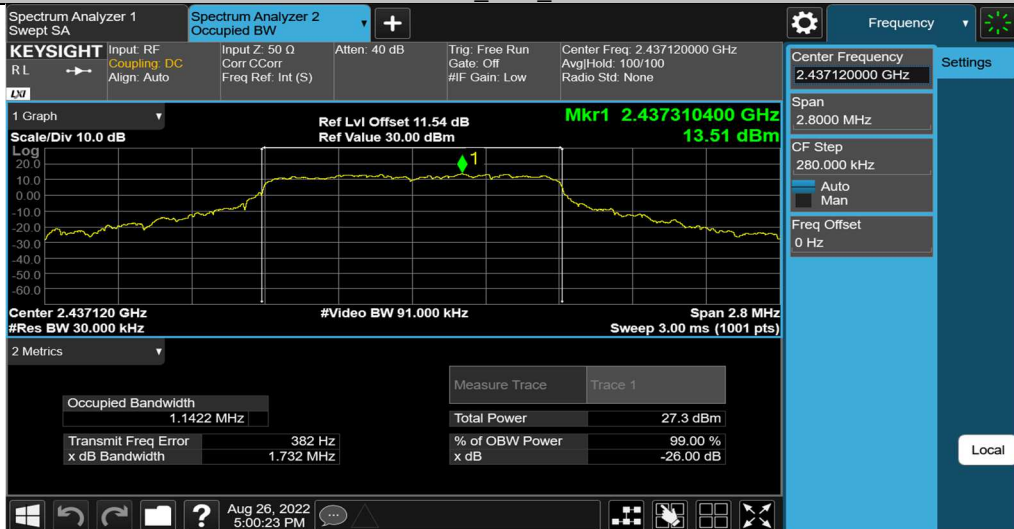 Spectrum Analyzer 1
Swept SA
Spectrum Analyzer 2
Occupied BW
+
Frequency
KEYSIGHT
R L
LXI
Input: RF
Coupling: DC
Align: Auto
Input Z: 50 Ω
Corr CCorr
Freq Ref: Int (S)
Atten: 40 dB
Trig: Free Run
Gate: Off
#IF Gain: Low
Center Freq: 2.437120000 GHz
Avg|Hold: 100/100
Radio Std: None
Center Frequency
2.437120000 GHz
Settings
Span
2.8000 MHz
CF Step
280.000 kHz
Auto
Man
Freq Offset
0 Hz
Local
1 Graph
Scale/Div 10.0 dB
Ref Lvl Offset 11.54 dB
Ref Value 30.00 dBm
Mkr1 2.437310400 GHz
13.51 dBm
Log
20.0
10.0
0.00
-10.0
-20.0
-30.0
-40.0
-50.0
-60.0
1
Center 2.437120 GHz
#Res BW 30.000 kHz
#Video BW 91.000 kHz
Span 2.8 MHz
Sweep 3.00 ms (1001 pts)
2 Metrics
Measure Trace Trace 1
Occupied Bandwidth
1.1422 MHz
Total Power 27.3 dBm
Transmit Freq Error 382 Hz
% of OBW Power 99.00 %
x dB Bandwidth 1.732 MHz
x dB -26.00 dB
?
Aug 26, 2022
5:00:23 PM